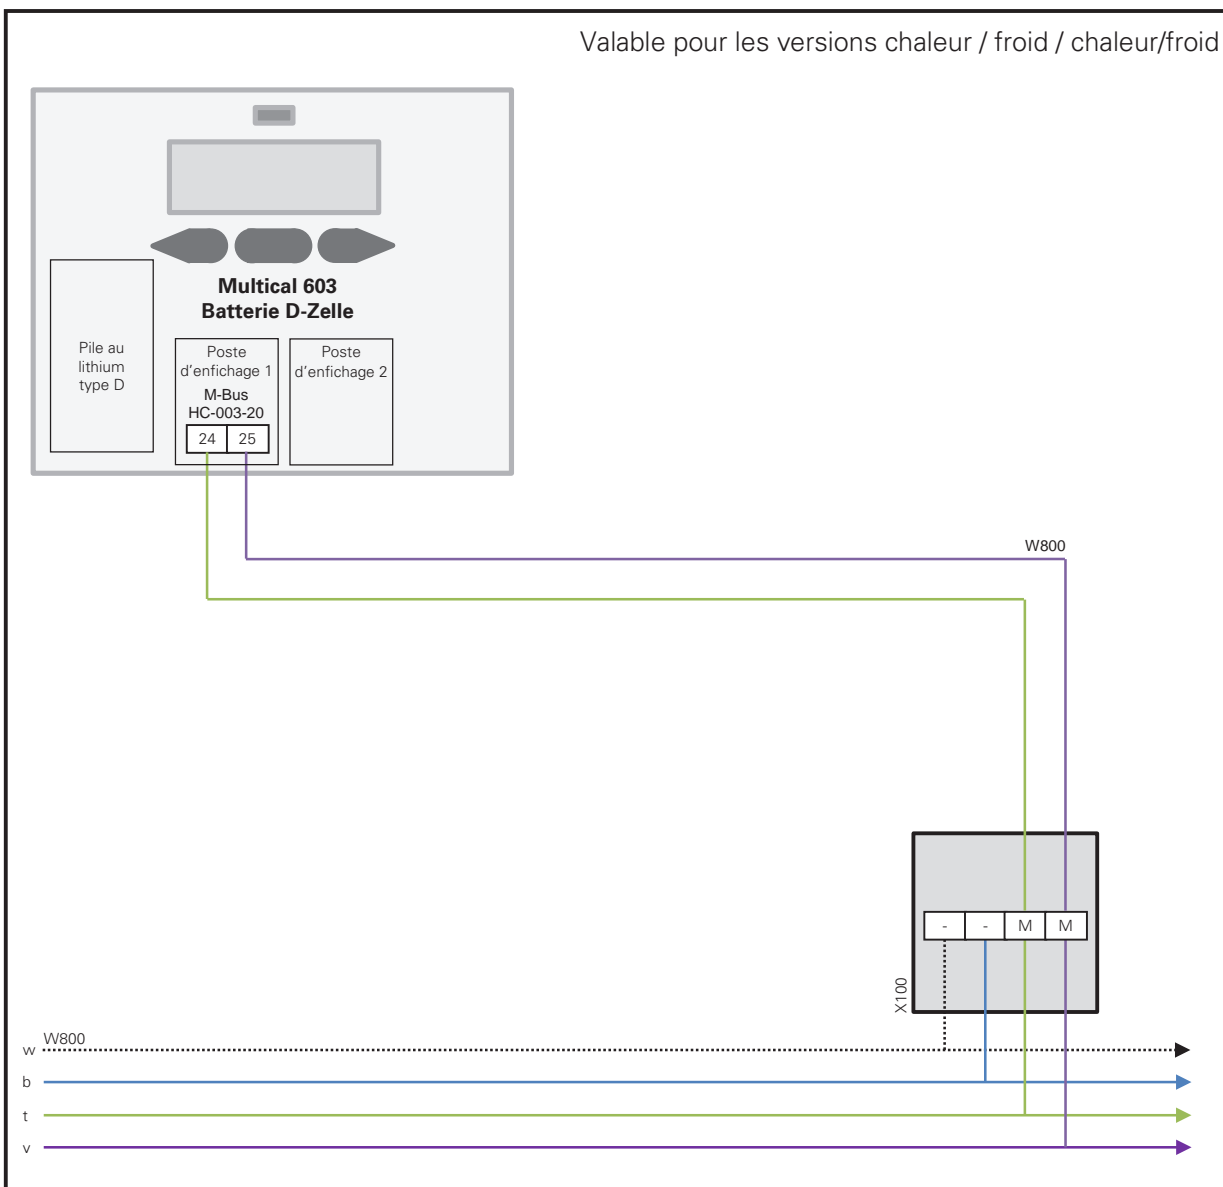 Valable pour les versions chaleur / froid / chaleur/froid
Multical 603
Batterie D-Zelle
Pile au
lithium
type D
Poste
d'enfichage 1
M-Bus
HC-003-20
24 25
Poste
d'enfichage 2
W800
- - M M
X100
W800
w
b
t
v